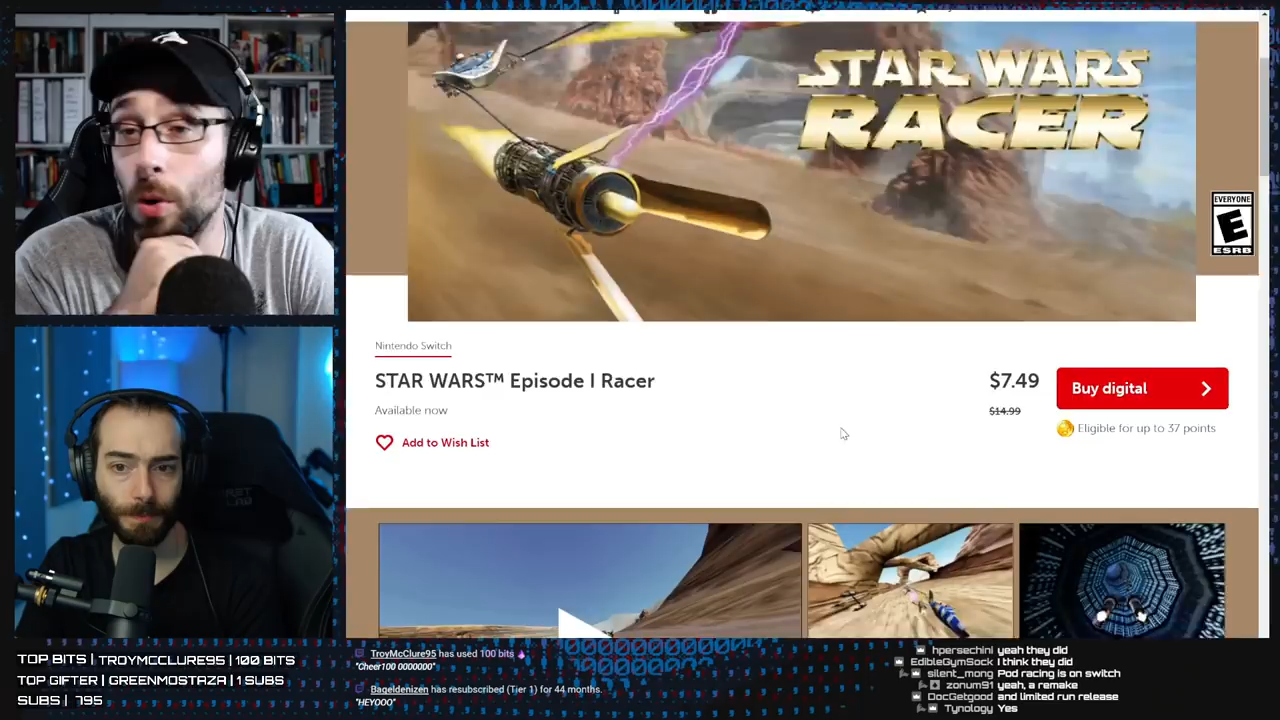 STAR WARS
RACER
EVERYONE
E
ESRB
Nintendo Switch
STAR WARS™ Episode I Racer
Available now
Add to Wish List
$7.49
$14.99
Buy digital
Eligible for up to 37 points
TOP BITS | TROYMCCLURE95 | 100 BITS
TOP GIFTER | GREENMOSTAZA | 1 SUBS
SUBS | 795
TroyMcClure95 has used 100 bits
"Cheer100 0000000"
Bageldenizen has resubscribed (Tier 1) for 44 months.
"HEYOOO"
hpersechini yeah they did
EdibleGymSock I think they did
silent_mong Pod racing is on switch
zonum91 yeah, a remake
DocGetgood and limited run release
Tynology Yes